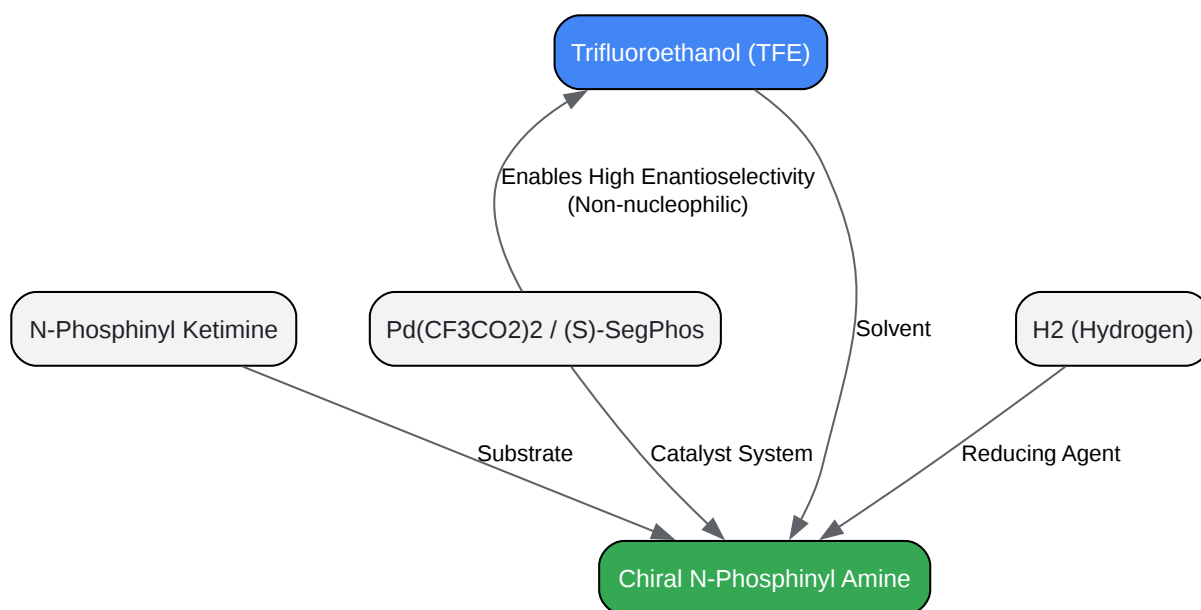 Trifluoroethanol (TFE)
Enables High Enantioselectivity
(Non-nucleophilic)
N-Phosphinyl Ketimine
Pd(CF3CO2)2 / (S)-SegPhos
Solvent
H2 (Hydrogen)
Substrate
Catalyst System
Reducing Agent
Chiral N-Phosphinyl Amine